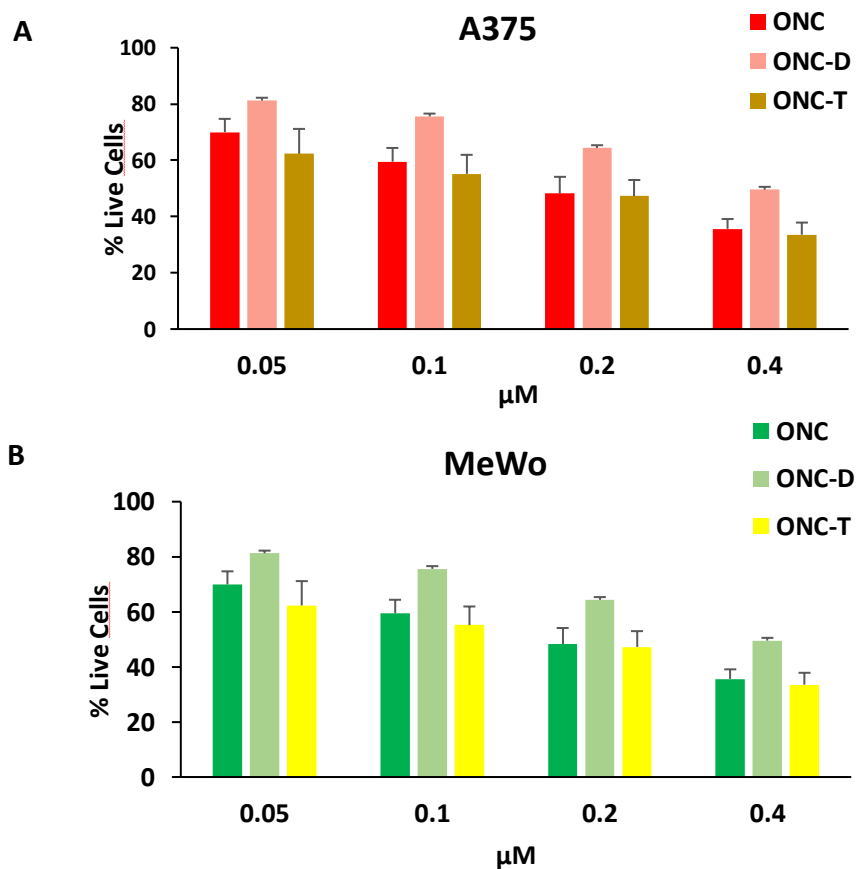 A
A375
ONC
ONC-D
ONC-T
% Live Cells
100
80
60
40
20
0
0.05 0.1 0.2 0.4
µM
B
MeWo
ONC
ONC-D
ONC-T
% Live Cells
100
80
60
40
20
0
0.05 0.1 0.2 0.4
µM